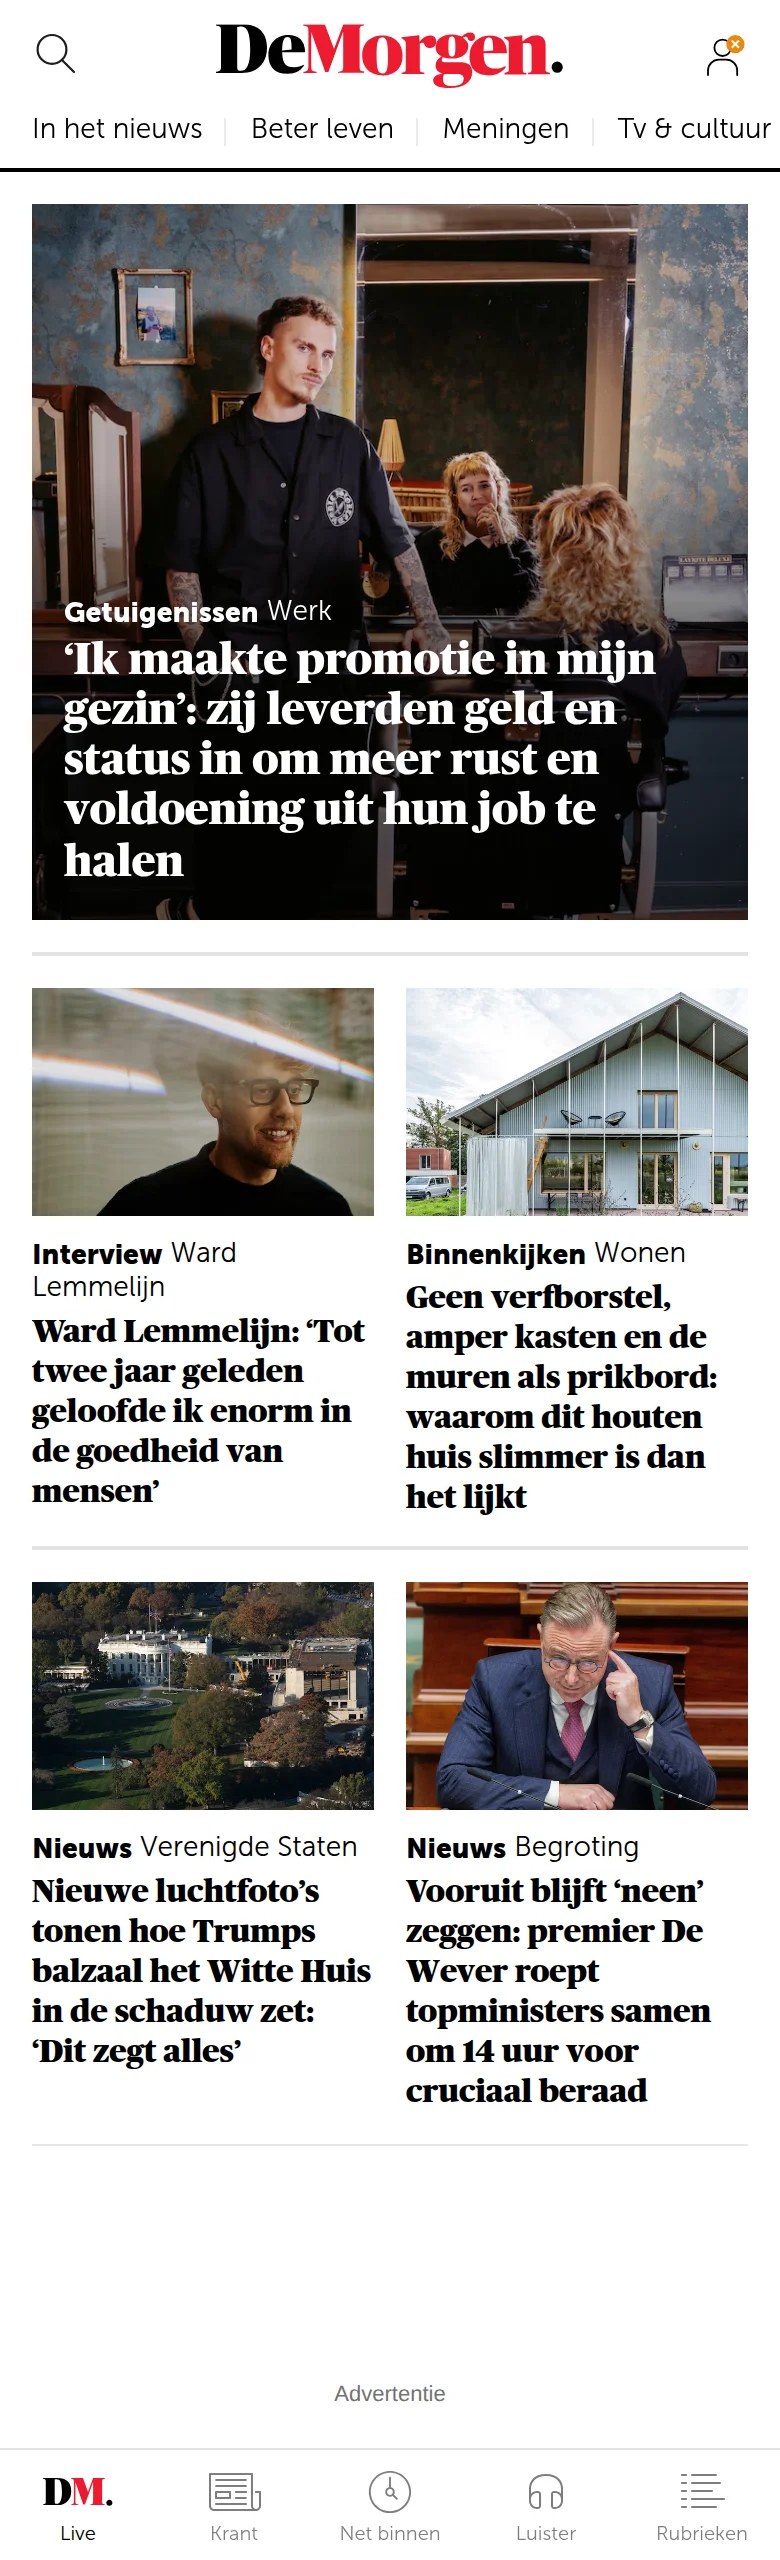 DeMorgen.
In het nieuws
Beter leven
Meningen
Tv & cultuur
Getuigenissen Werk
‘Ik maakte promotie in mijn
gezin’: zij leverden geld en
status in om meer rust en
voldoening uit hun job te
halen
Interview Ward
Lemmelijn
Ward Lemmelijn: ‘Tot
twee jaar geleden
geloofde ik enorm in
de goedheid van
mensen’
Binnenkijken Wonen
Geen verfborstel,
amper kasten en de
muren als prikbord:
waarom dit houten
huis slimmer is dan
het lijkt
Nieuws Verenigde Staten
Nieuwe luchtfoto’s
tonen hoe Trumps
balzaal het Witte Huis
in de schaduw zet:
‘Dit zegt alles’
Nieuws Begroting
Vooruit blijft ‘neen’
zeggen: premier De
Wever roept
topministers samen
om 14 uur voor
cruciaal beraad
Advertentie
DM.
Live
Krant
Net binnen
Luister
Rubrieken